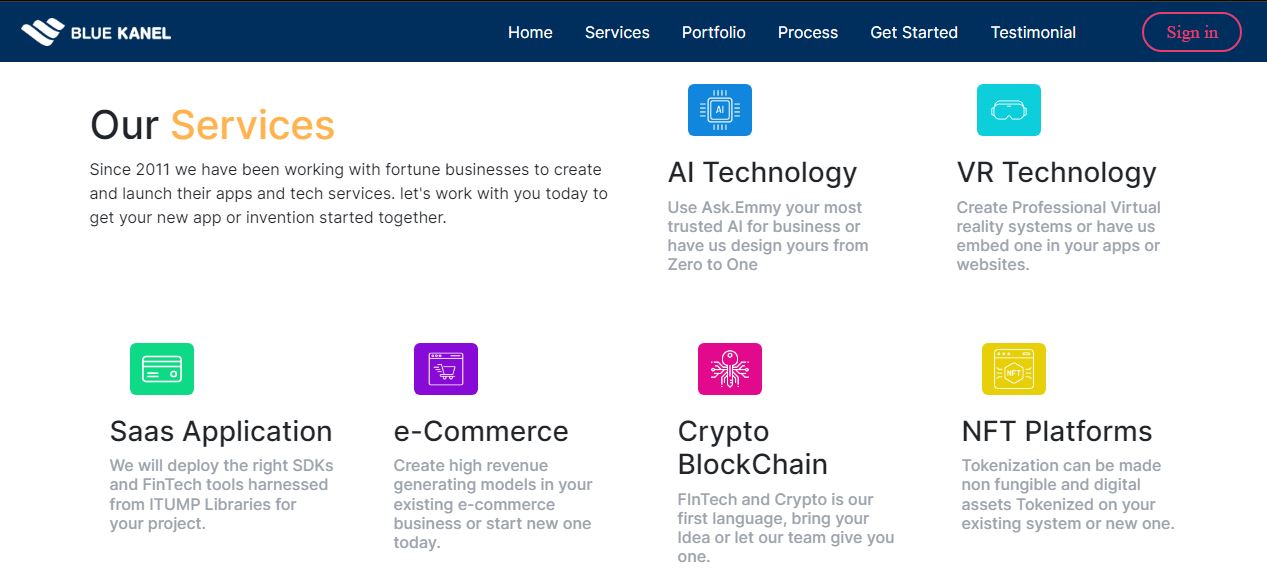 BLUE KANEL
Home
Services
Portfolio
Process
Get Started
Testimonial
Sign in
Our Services
Since 2011 we have been working with fortune businesses to create
and launch their apps and tech services. let's work with you today to
get your new app or invention started together.
AI
AI Technology
Use Ask.Emmy your most
trusted AI for business or
have us design yours from
Zero to One
VR Technology
Create Professional Virtual
reality systems or have us
embed one in your apps or
websites.
Saas Application
We will deploy the right SDKs
and FinTech tools harnessed
from ITUMP Libraries for
your project.
e-Commerce
Create high revenue
generating models in your
existing e-commerce
business or start new one
today.
Crypto
BlockChain
FInTech and Crypto is our
first language, bring your
Idea or let our team give you
one.
NFT
NFT Platforms
Tokenization can be made
non fungible and digital
assets Tokenized on your
existing system or new one.